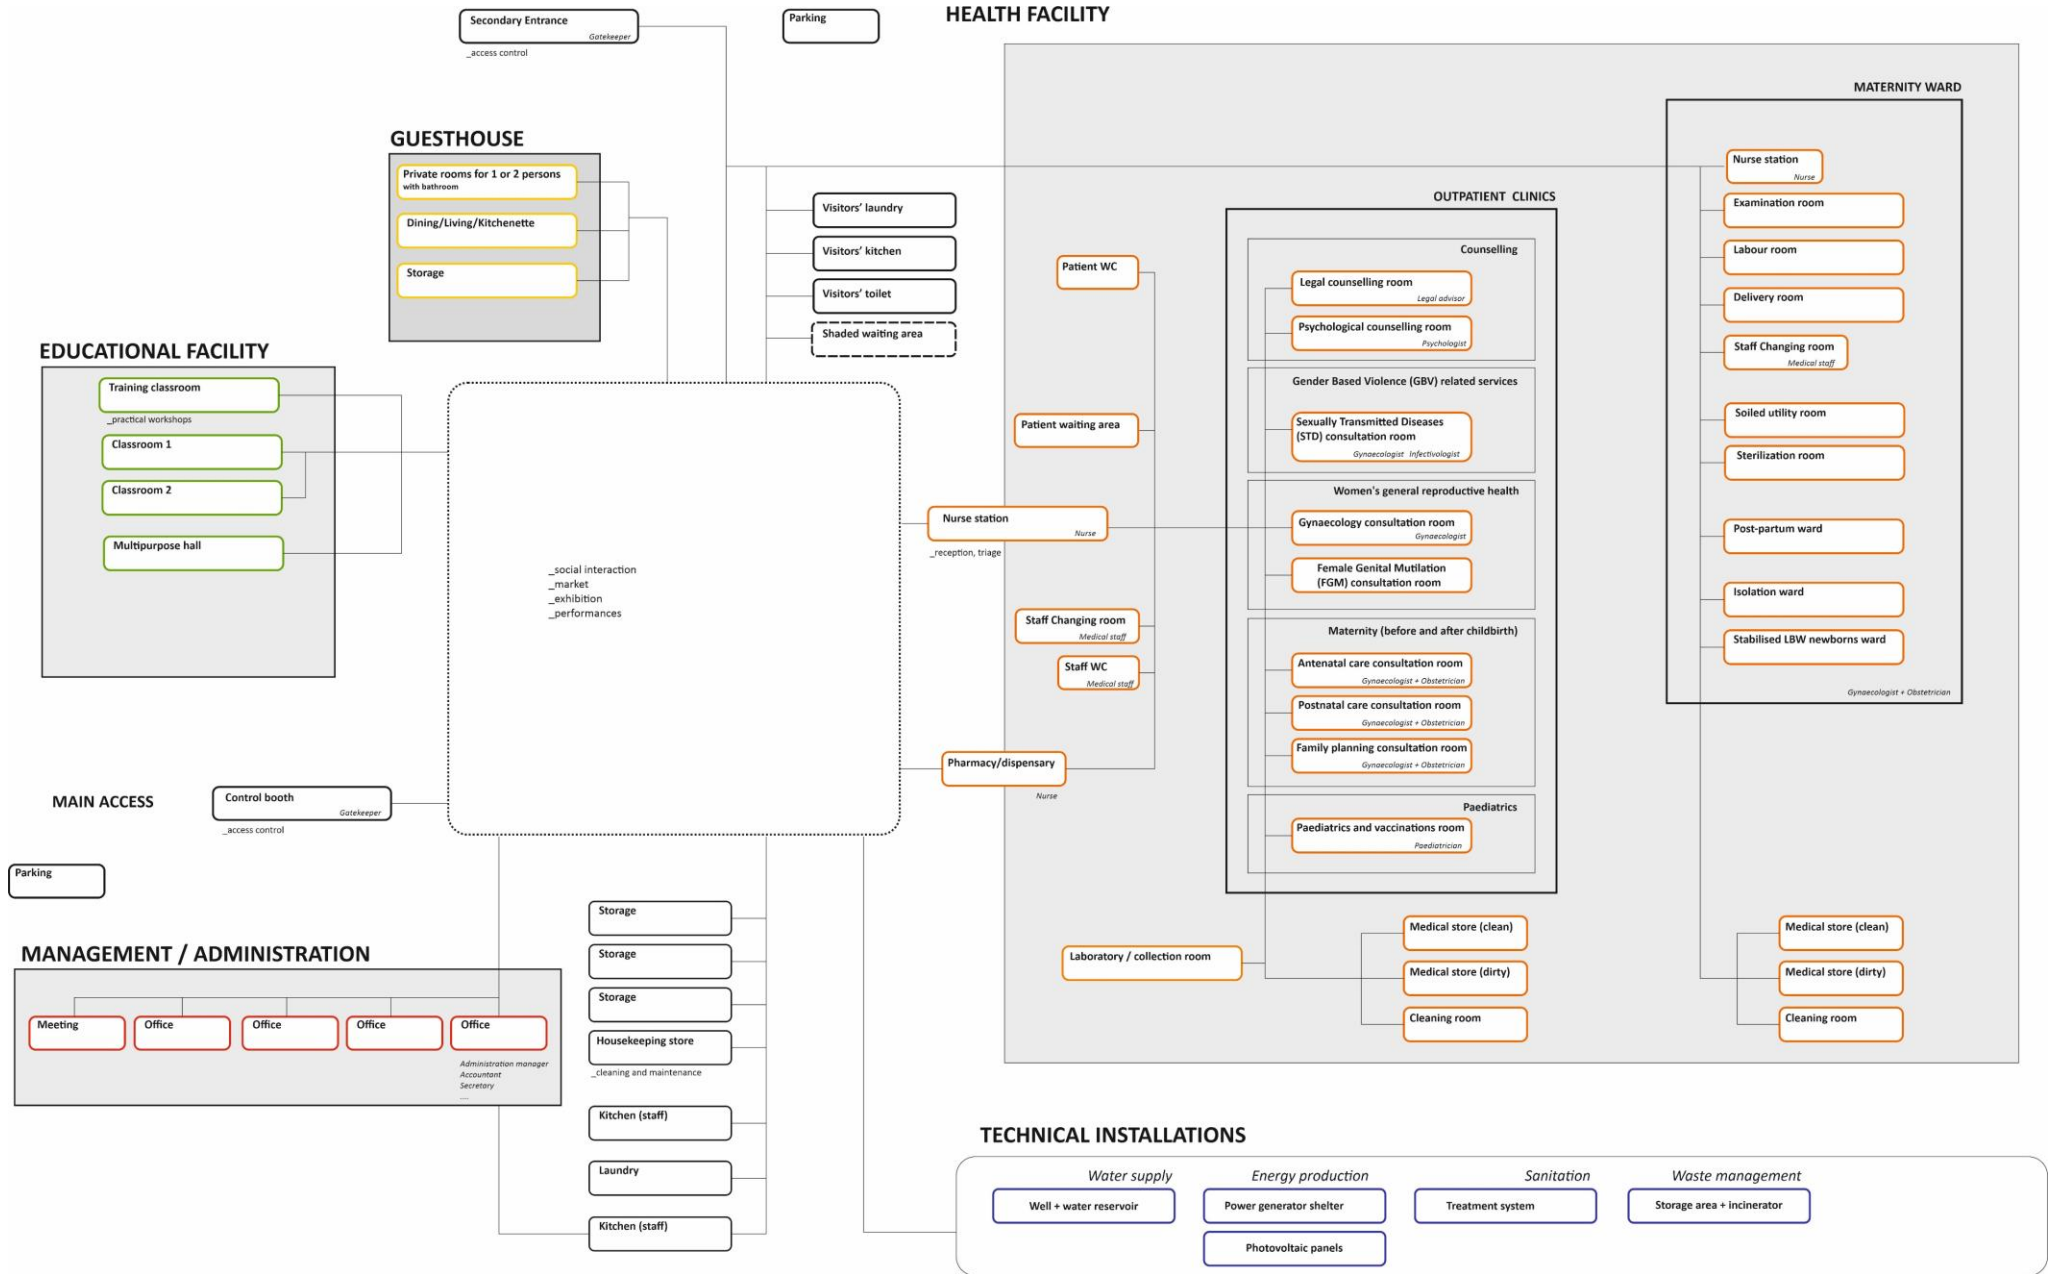 HEALTH FACILITY
Secondary Entrance
Gatekeeper
_access control
Parking
GUESTHOUSE
Private rooms for 1 or 2 persons
with bathroom
Dining/Living/Kitchenette
Storage
Visitors' laundry
Visitors' kitchen
Visitors' toilet
Shaded waiting area
EDUCATIONAL FACILITY
Training classroom
_practical workshops
Classroom 1
Classroom 2
Multipurpose hall
_social interaction
_market
_exhibition
_performances
MAIN ACCESS
Control booth
Gatekeeper
_access control
Parking
MANAGEMENT / ADMINISTRATION
Meeting
Office
Office
Office
Office
Administration manager
Accountant
Secretary
Storage
Storage
Storage
Housekeeping store
_cleaning and maintenance
Kitchen (staff)
Laundry
Kitchen (staff)
Patient WC
Patient waiting area
Nurse station
Nurse
_reception, triage
Staff Changing room
Medical staff
Staff WC
Medical staff
Pharmacy/dispensary
Nurse
OUTPATIENT CLINICS
Counselling
Legal counselling room
Legal advisor
Psychological counselling room
Psychologist
Gender Based Violence (GBV) related services
Sexually Transmitted Diseases
(STD) consultation room
Gynaecologist Infectivologist
Women's general reproductive health
Gynaecology consultation room
Gynaecologist
Female Genital Mutilation
(FGM) consultation room
Maternity (before and after childbirth)
Antenatal care consultation room
Gynaecologist + Obstetrician
Postnatal care consultation room
Gynaecologist + Obstetrician
Family planning consultation room
Gynaecologist + Obstetrician
Paediatrics
Paediatrics and vaccinations room
Paediatrician
Laboratory / collection room
Medical store (clean)
Medical store (dirty)
Cleaning room
MATERNITY WARD
Nurse station
Nurse
Examination room
Labour room
Delivery room
Staff Changing room
Medical staff
Soiled utility room
Sterilization room
Post-partum ward
Isolation ward
Stabilised LBW newborns ward
Gynaecologist + Obstetrician
Medical store (clean)
Medical store (dirty)
Cleaning room
TECHNICAL INSTALLATIONS
Water supply
Well + water reservoir
Energy production
Power generator shelter
Photovoltaic panels
Sanitation
Treatment system
Waste management
Storage area + incinerator